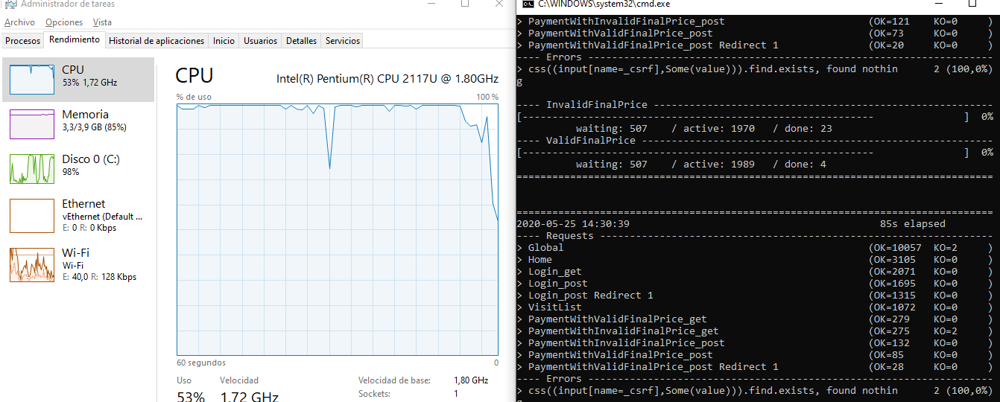 Administrador de tareas
Archivo Opciones Vista
Procesos Rendimiento Historial de aplicaciones Inicio Usuarios Detalles Servicios
CPU
53% 1,72 GHz
Memoria
3,3/3,9 GB (85%)
Disco 0 (C:)
98%
Ethernet
vEthernet (Default ...
E: 0 R: 0 Kbps
Wi-Fi
Wi-Fi
E: 40,0 R: 128 Kbps
CPU Intel(R) Pentium(R) CPU 2117U @ 1.80GHz
% de uso 100 %
60 segundos 0
Uso Velocidad Velocidad de base: 1,80 GHz
53% 1,72 GHz Sockets: 1
C:\WINDOWS\system32\cmd.exe
> PaymentWithInvalidFinalPrice_post (OK=121 KO=0 )
> PaymentWithValidFinalPrice_post (OK=73 KO=0 )
> PaymentWithValidFinalPrice_post Redirect 1 (OK=20 KO=0 )
---- Errors --------------------------------------------------------------------
> css((input[name=_csrf],Some(value))).find.exists, found nothin 2 (100,0%)
g
---- InvalidFinalPrice ---------------------------------------------------------
[----------------------------------------------------------- ] 0%
waiting: 507 / active: 1970 / done: 23
---- ValidFinalPrice -----------------------------------------------------------
[----------------------------------------------------------- ] 0%
waiting: 507 / active: 1989 / done: 4
================================================================================
================================================================================
2020-05-25 14:30:39 85s elapsed
---- Requests ------------------------------------------------------------------
> Global (OK=10057 KO=2 )
> Home (OK=3105 KO=0 )
> Login_get (OK=2071 KO=0 )
> Login_post (OK=1695 KO=0 )
> Login_post Redirect 1 (OK=1315 KO=0 )
> VisitList (OK=1072 KO=0 )
> PaymentWithValidFinalPrice_get (OK=279 KO=0 )
> PaymentWithInvalidFinalPrice_get (OK=275 KO=2 )
> PaymentWithInvalidFinalPrice_post (OK=132 KO=0 )
> PaymentWithValidFinalPrice_post (OK=85 KO=0 )
> PaymentWithValidFinalPrice_post Redirect 1 (OK=28 KO=0 )
---- Errors --------------------------------------------------------------------
> css((input[name=_csrf],Some(value))).find.exists, found nothin 2 (100,0%)